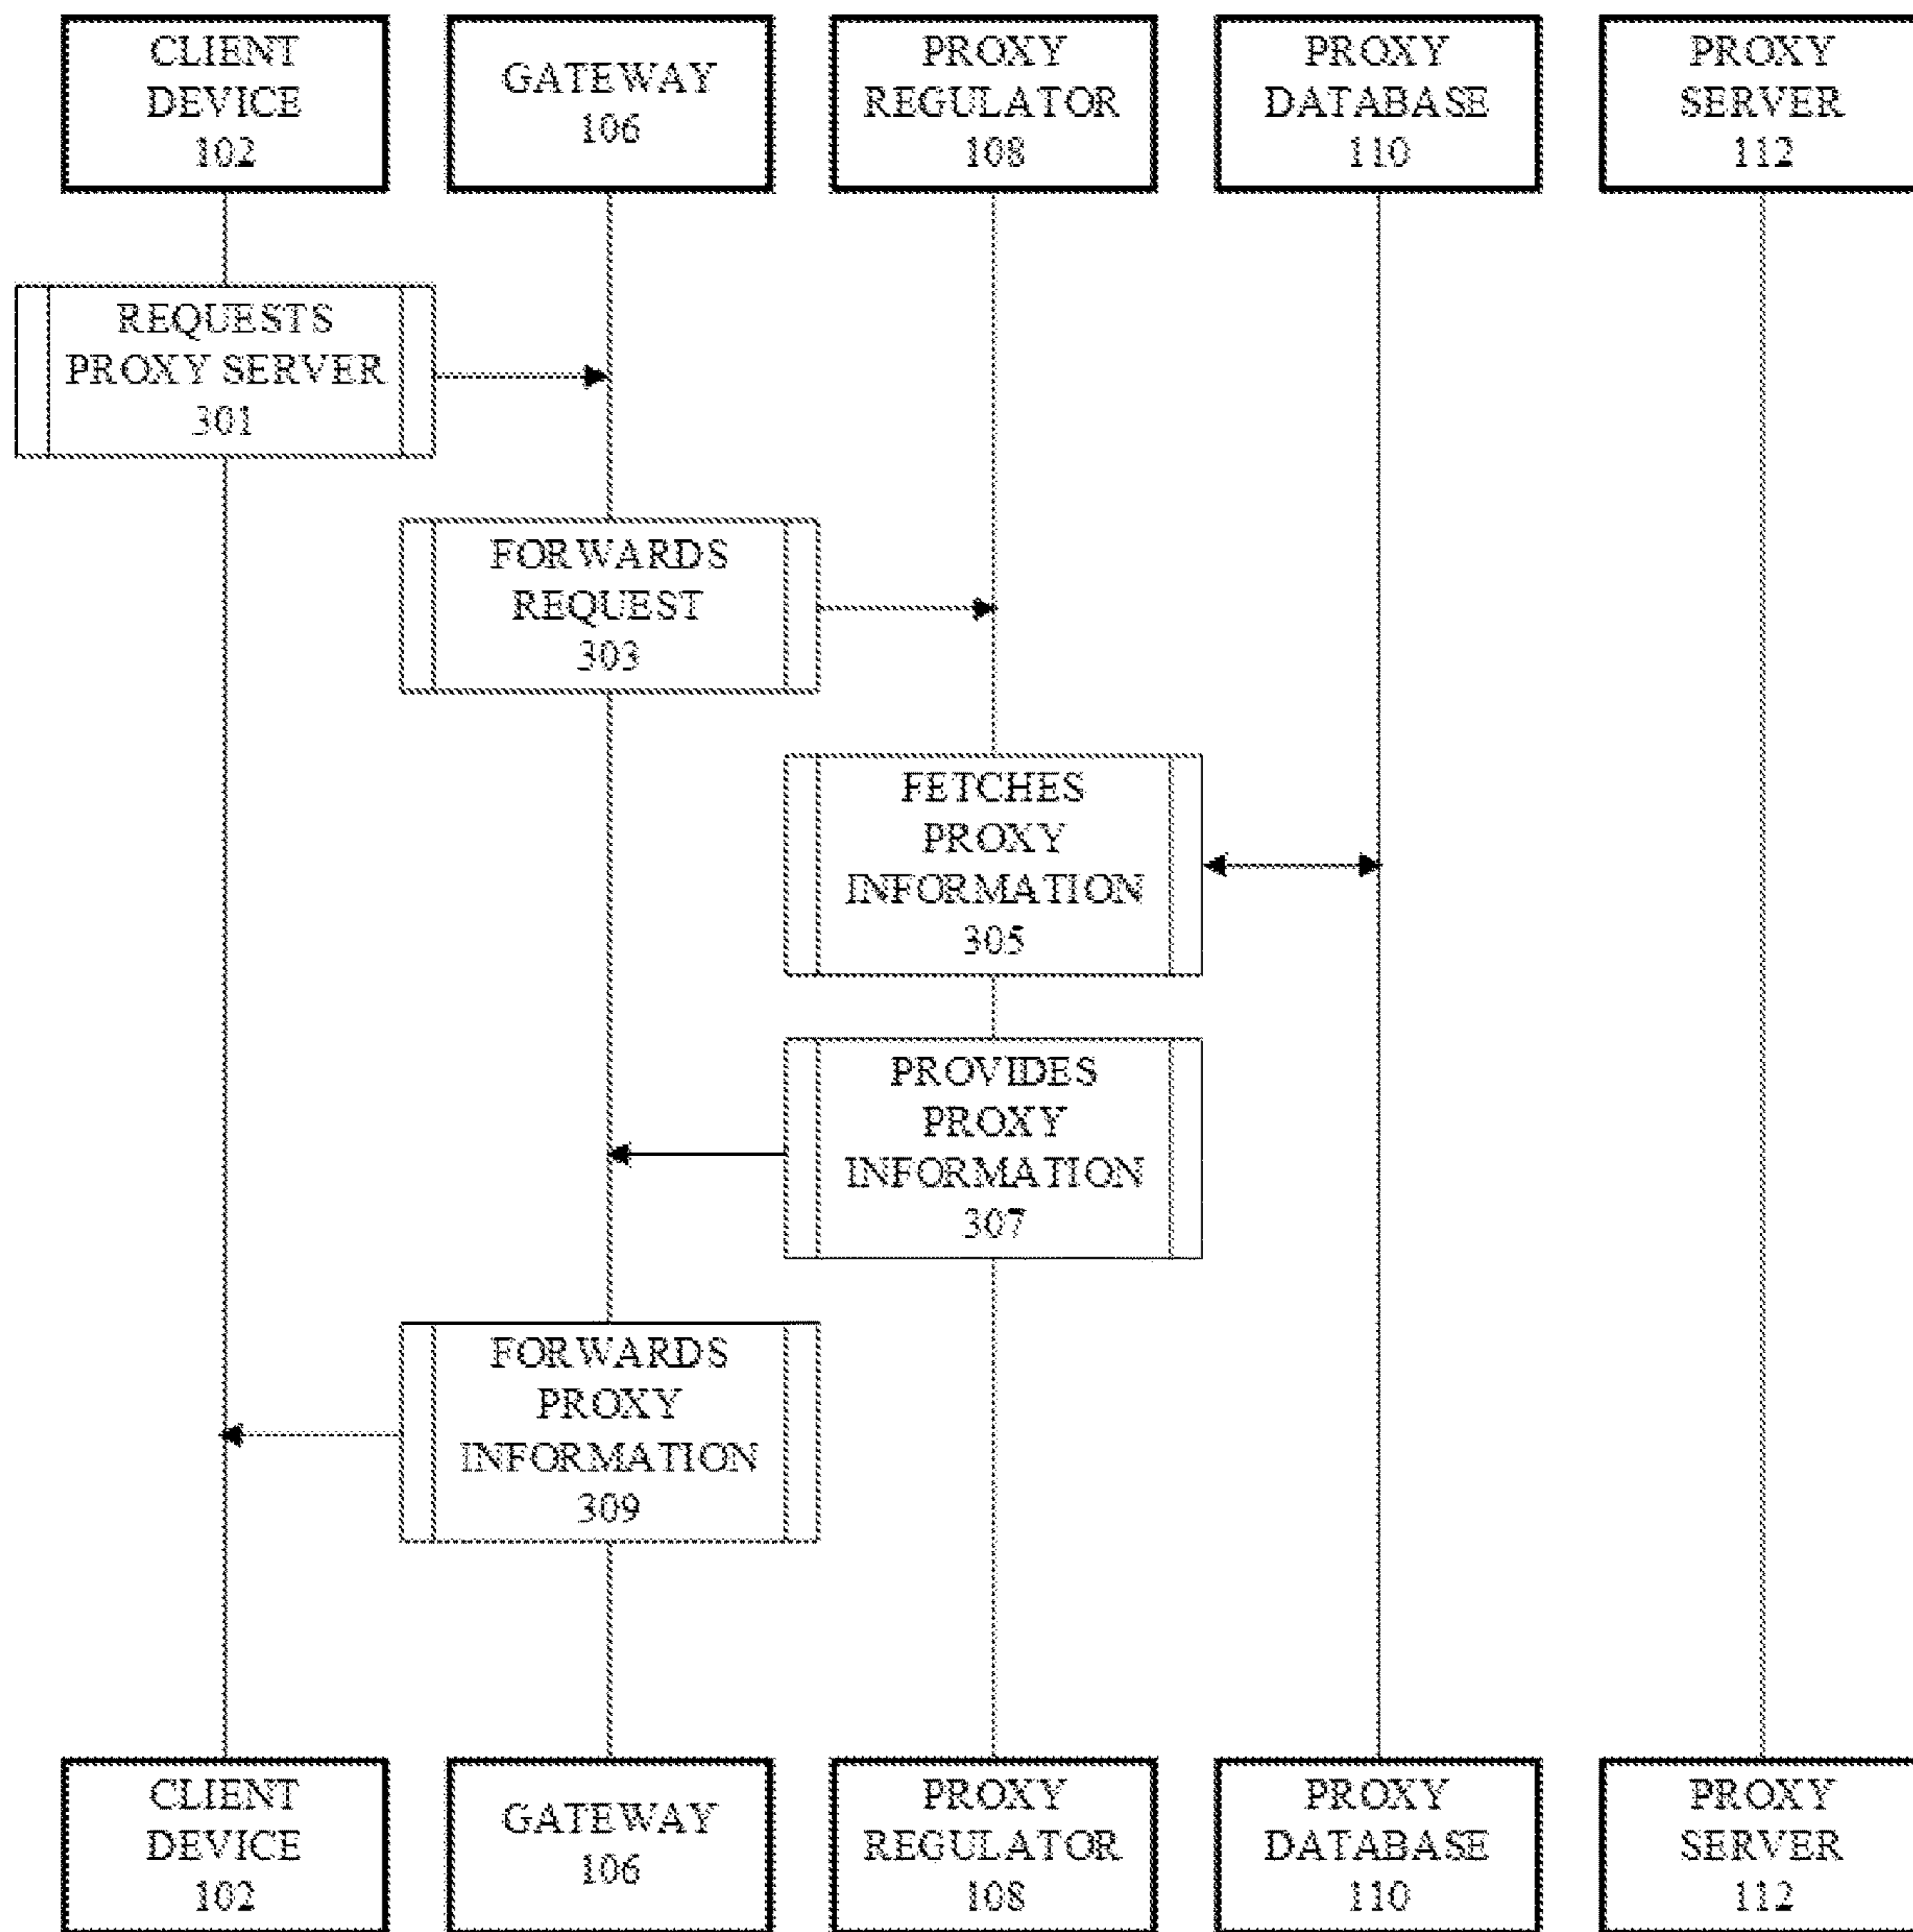 CLIENT
DEVICE
102
GATEWAY
106
PROXY
REGULATOR
108
PROXY
DATABASE
110
PROXY
SERVER
112
REQUESTS
PROXY SERVER
301
FORWARDS
REQUEST
303
FETCHES
PROXY
INFORMATION
305
PROVIDES
PROXY
INFORMATION
307
FORWARDS
PROXY
INFORMATION
309
CLIENT
DEVICE
102
GATEWAY
106
PROXY
REGULATOR
108
PROXY
DATABASE
110
PROXY
SERVER
112